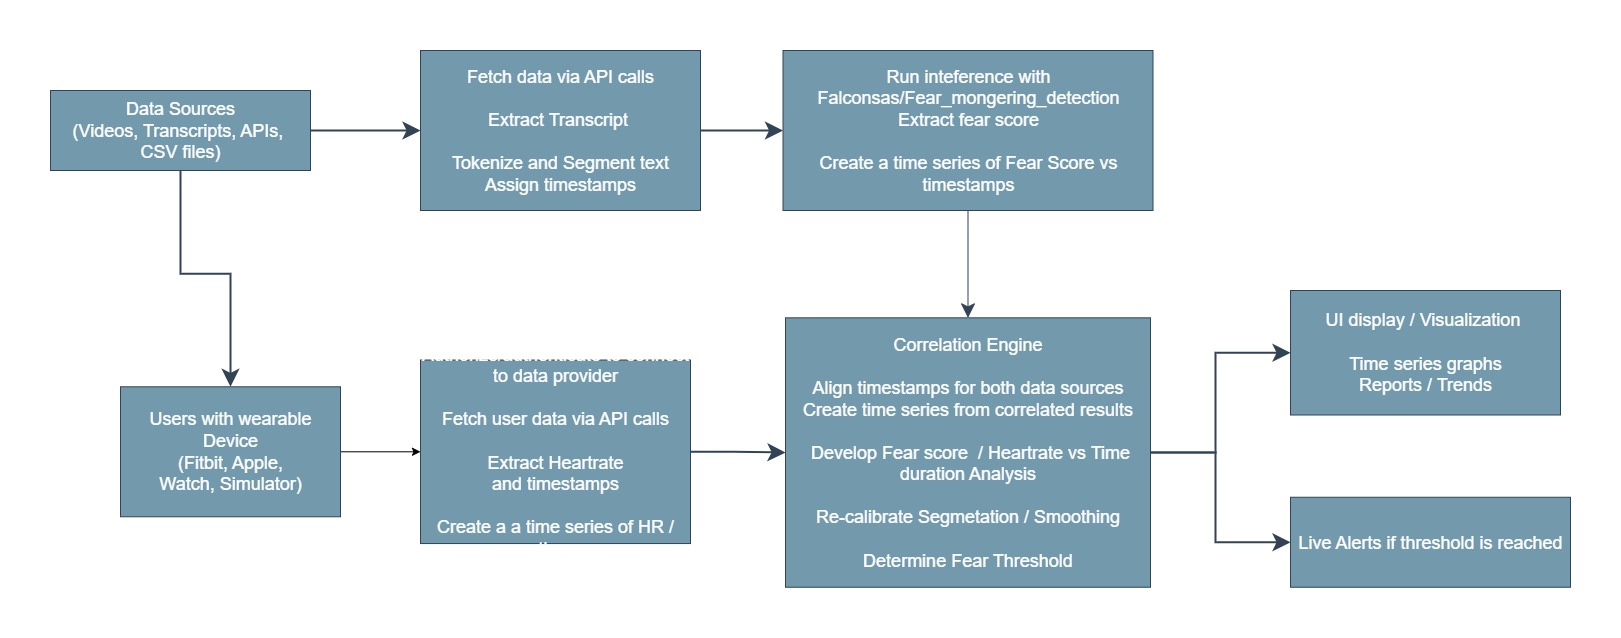 Data Sources
(Videos, Transcripts, APIs,
CSV files)
Fetch data via API calls
Extract Transcript
Tokenize and Segment text
Assign timestamps
Run inteference with
Falconsas/Fear_mongering_detection
Extract fear score
Create a time series of Fear Score vs
timestamps
Users with wearable
Device
(Fitbit, Apple,
Watch, Simulator)
to data provider
Fetch user data via API calls
Extract Heartrate
and timestamps
Create a a time series of HR /
Correlation Engine
Align timestamps for both data sources
Create time series from correlated results
Develop Fear score  / Heartrate vs Time
duration Analysis
Re-calibrate Segmetation / Smoothing
Determine Fear Threshold
UI display / Visualization
Time series graphs
Reports / Trends
Live Alerts if threshold is reached